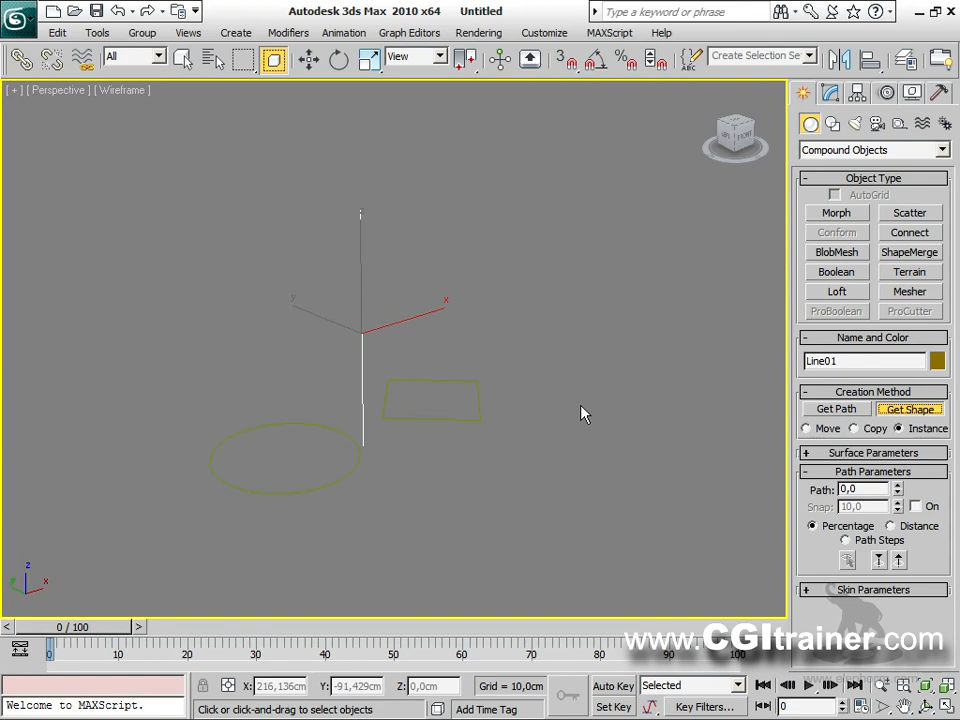 Autodesk 3ds Max 2010 x64 Untitled
Type a keyword or phrase
Edit Tools Group Views Create Modifiers Animation Graph Editors Rendering Customize MAXScript Help
All View 3 Create Selection Se
[ + ] [ Perspective ] [ Wireframe ]
Compound Objects
Object Type
AutoGrid
Morph Scatter
Conform Connect
BlobMesh ShapeMerge
Boolean Terrain
Loft Mesher
ProBoolean ProCutter
Name and Color
Line01
Creation Method
Get Path Get Shape
Move Copy Instance
Surface Parameters
Path Parameters
Path: 0,0
Snap: 10,0 On
Percentage Distance
Path Steps
Skin Parameters
z
y
x
FRONT
z
x
0 / 100
0 10 20 30 40 50 60 70 80 90 100
www.CGItrainer.com
X: 216,136cm Y: -91,429cm Z: 0,0cm Grid = 10,0cm Auto Key Selected
Welcome to MAXScript. Click or click-and-drag to select objects Add Time Tag Set Key Key Filters... 0